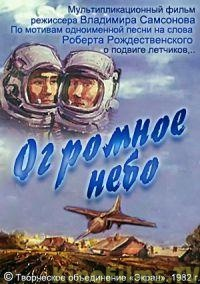 Мультипликационный фильм
режиссера Владимира Самсонова
По мотивам одноименной песни на слова
Роберта Рождественского
о подвиге летчиков,..
Огромное
небо
© Творческое объединение «Экран», 1982 г.